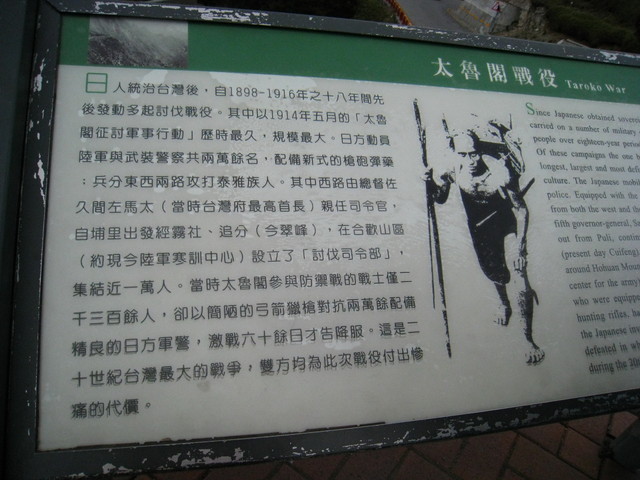 太魯閣戰役 Taroko War
日人統治台灣後，自1898-1916年之十八年間先
後發動多起討伐戰役。其中以1914年五月的「太魯
閣征討軍事行動」歷時最久，規模最大。日方動員
陸軍與武裝警察共兩萬餘名，配備新式的槍砲彈藥
；兵分東西兩路攻打泰雅族人。其中西路由總督佐
久間左馬太（當時台灣府最高首長）親任司令官，
自埔里出發經霧社、追分（今翠峰），在合歡山區
（約現今陸軍寒訓中心）設立了「討伐司令部」，
集結近一萬人。當時太魯閣參與防禦戰的戰士僅二
千三百餘人，卻以簡陋的弓箭獵槍對抗兩萬餘配備
精良的日方軍警，激戰六十餘日才告降服。這是二
十世紀台灣最大的戰爭，雙方均為此次戰役付出慘
痛的代價。
Since Japanese obtained
carried on a number of military
people over eighteen-year
Of these campaigns the one
longest, largest and most
culture. The Japanese
police. Equipped with the
from both the west and the
fifth governor-general,
out from Puli,
(present day Cuifeng)
around Hohuan
center for the army)
who were equipped
hunting rifles,
the Japanese
defeated in
during the